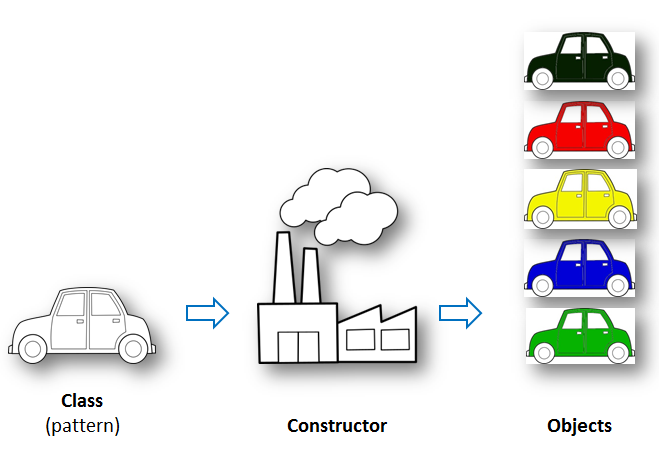 Class
(pattern)
Constructor
Objects